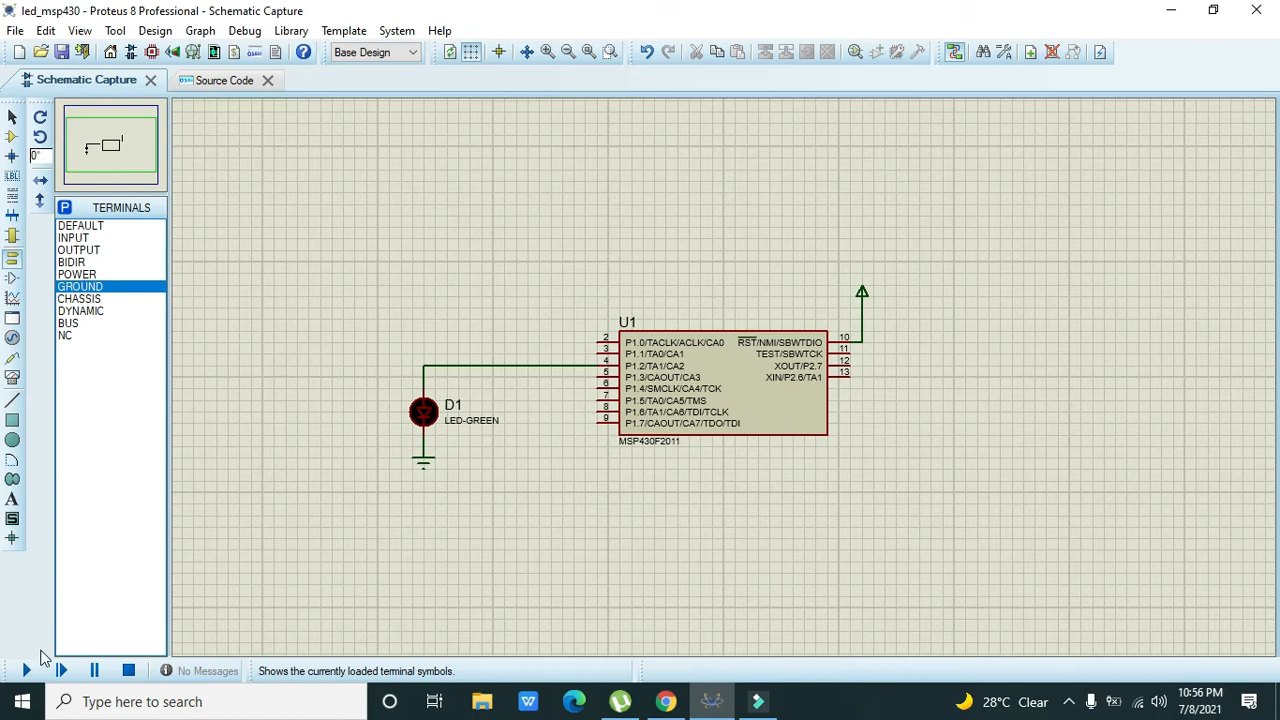 led_msp430 - Proteus 8 Professional - Schematic Capture
File Edit View Tool Design Graph Debug Library Template System Help
Base Design
Schematic Capture
Source Code
0°
LBL
P TERMINALS
DEFAULT
INPUT
OUTPUT
BIDIR
POWER
GROUND
CHASSIS
DYNAMIC
BUS
NC
A
S
U1
2 P1.0/TACLK/ACLK/CA0 RST/NMI/SBWTDIO 10
3 P1.1/TA0/CA1 TEST/SBWTCK 11
4 P1.2/TA1/CA2 XOUT/P2.7 12
5 P1.3/CAOUT/CA3 XIN/P2.6/TA1 13
6 P1.4/SMCLK/CA4/TCK
7 P1.5/TA0/CA5/TMS
8 P1.6/TA1/CA6/TDI/TCLK
9 P1.7/CAOUT/CA7/TDO/TDI
MSP430F2011
D1
LED-GREEN
No Messages
Shows the currently loaded terminal symbols.
Type here to search
28°C Clear
10:56 PM
7/8/2021